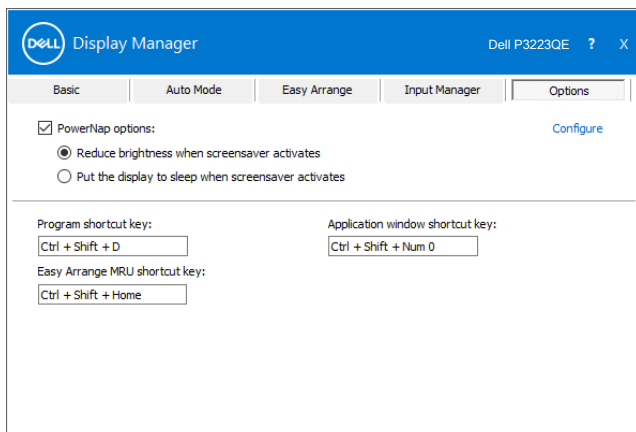 DELL Display Manager Dell P3223QE ? X
Basic Auto Mode Easy Arrange Input Manager Options
PowerNap options: Configure
Reduce brightness when screensaver activates
Put the display to sleep when screensaver activates
Program shortcut key: Application window shortcut key:
Ctrl + Shift + D Ctrl + Shift + Num 0
Easy Arrange MRU shortcut key:
Ctrl + Shift + Home